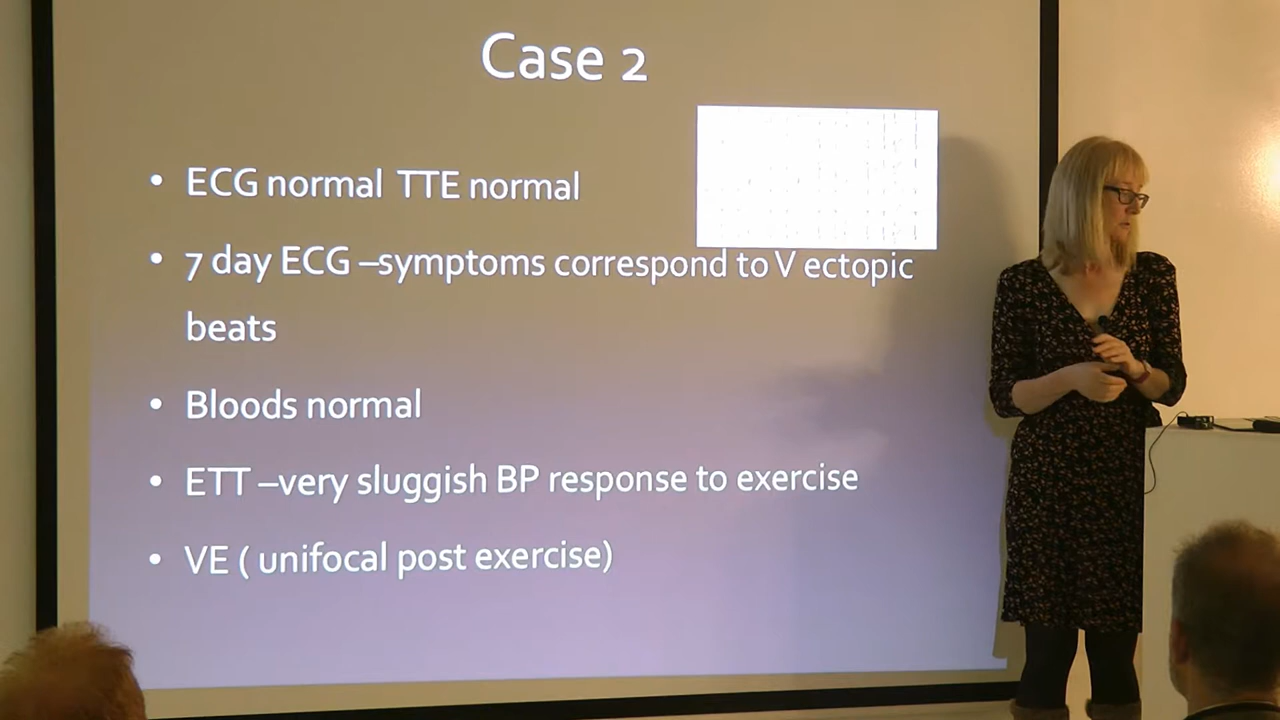 Case 2
• ECG normal TTE normal
• 7 day ECG –symptoms correspond to V ectopic
beats
• Bloods normal
• ETT –very sluggish BP response to exercise
• VE ( unifocal post exercise)